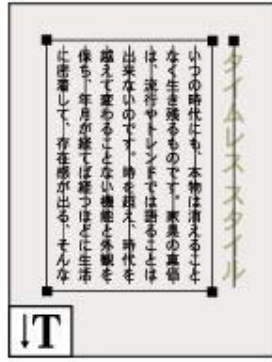 タイムレス スタイル
いつの時代にも、本物は消えること
なく生き残るものです。家具の真価
は、流行やトレンドでは語ることは
出来ないのです。時を超え、時代を
越えて変わることない機能と外観を
保ち、年月が経てば経つほどに生活
に密着して、存在感が出る、そんな
T